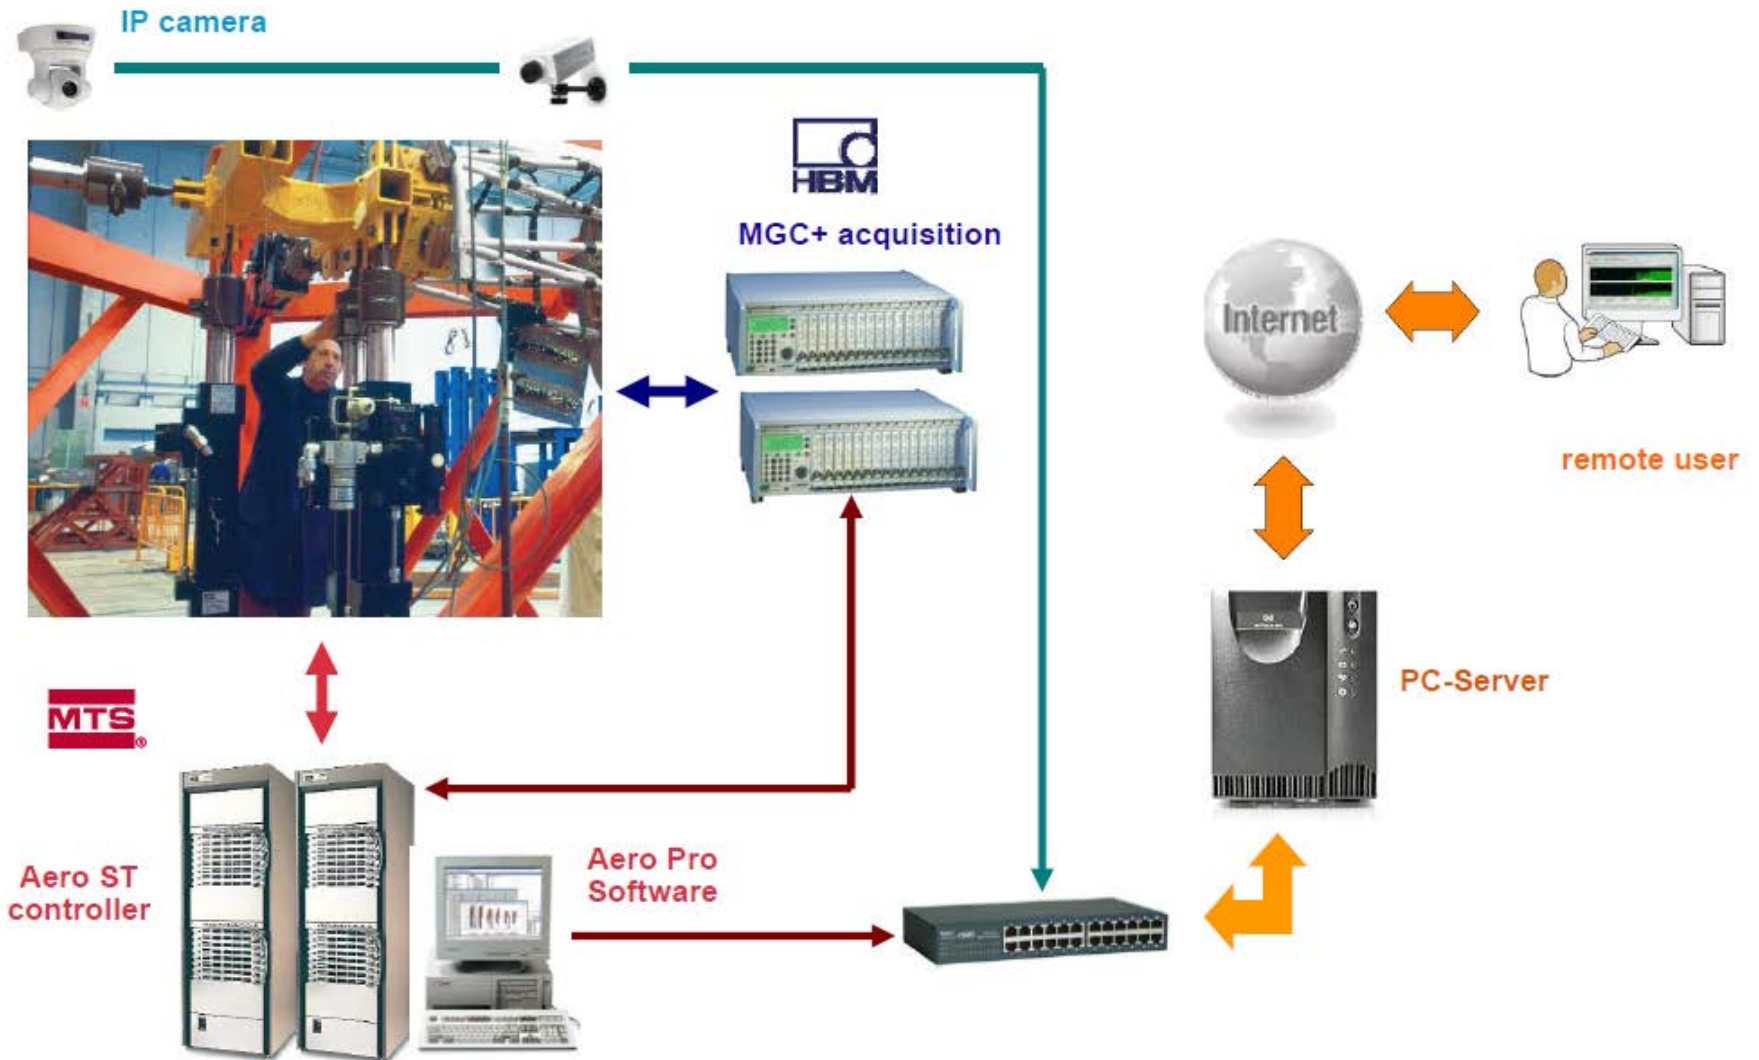 IP camera
HBM
MGC+ acquisition
Internet
remote user
MTS®
PC-Server
Aero ST
controller
Aero Pro
Software